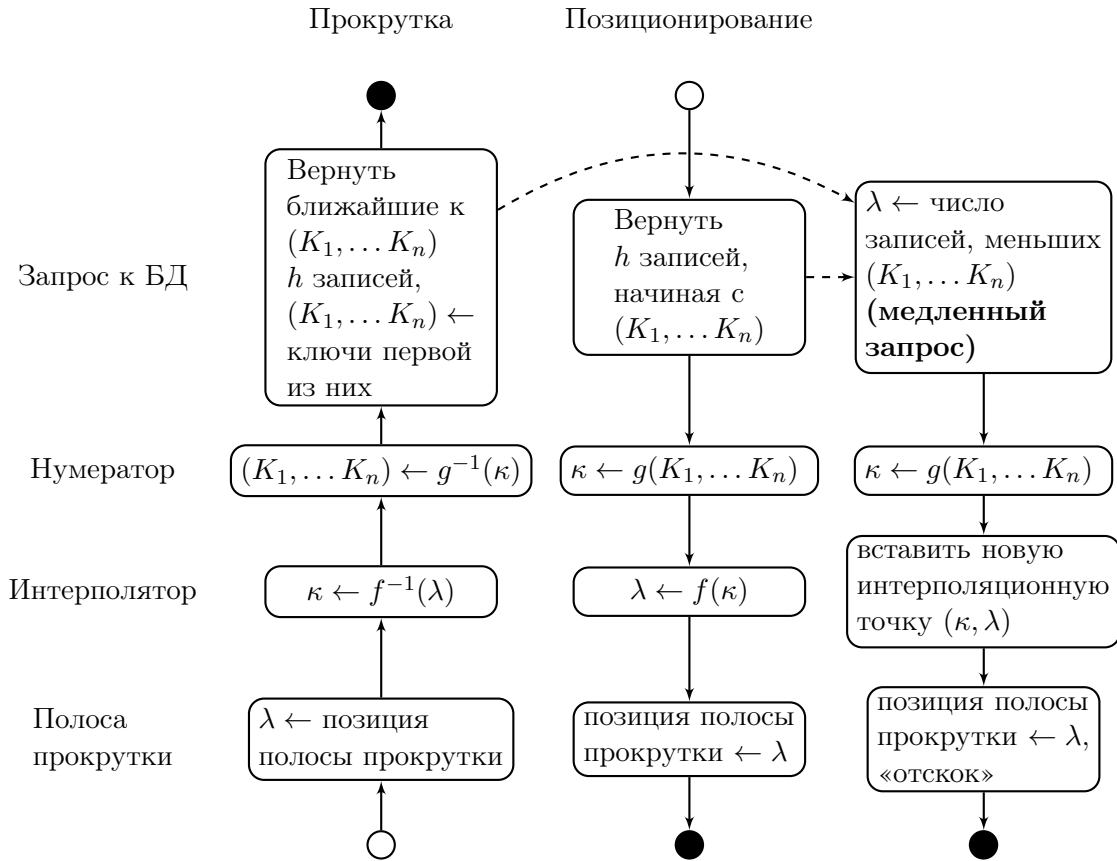 Прокрутка
Позиционирование
Запрос к БД
Вернуть
ближайшие к
(K₁, … Kₙ)
h записей,
(K₁, … Kₙ) ←
ключи первой
из них
Вернуть
h записей,
начиная с
(K₁, … Kₙ)
λ ← число
записей, меньших
(K₁, … Kₙ)
(медленный
запрос)
Нумератор
(K₁, … Kₙ) ← g⁻¹(κ)
κ ← g(K₁, … Kₙ)
κ ← g(K₁, … Kₙ)
Интерполятор
κ ← f⁻¹(λ)
λ ← f(κ)
вставить новую
интерполяционную
точку (κ, λ)
Полоса
прокрутки
λ ← позиция
полосы прокрутки
позиция полосы
прокрутки ← λ
позиция полосы
прокрутки ← λ,
«отскок»